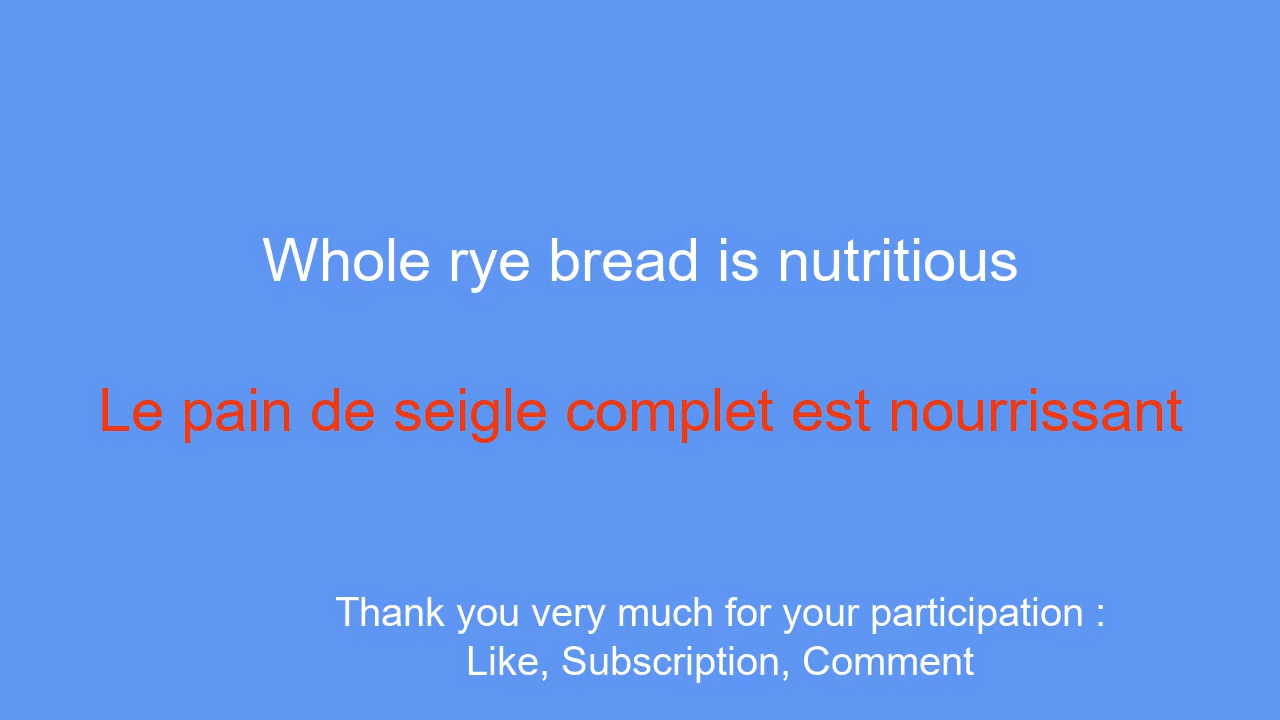 Whole rye bread is nutritious
Le pain de seigle complet est nourrissant
Thank you very much for your participation :
Like, Subscription, Comment